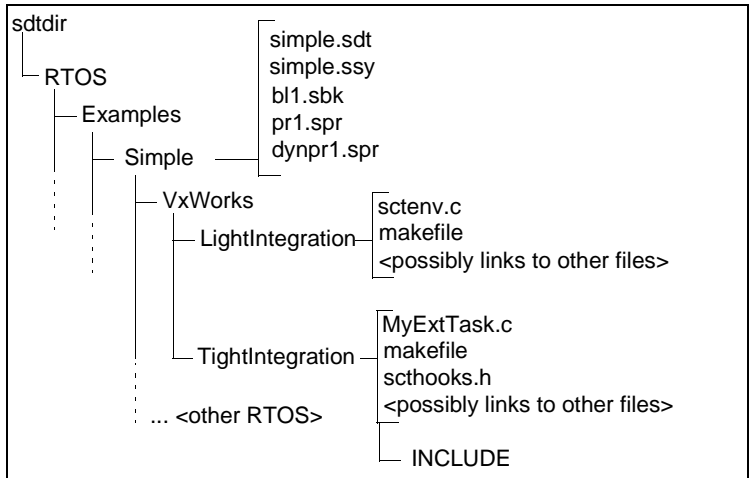 sdtdir
RTOS
Examples
Simple
simple.sdt
simple.ssy
bl1.sbk
pr1.spr
dynpr1.spr
VxWorks
LightIntegration
sctenv.c
makefile
<possibly links to other files>
TightIntegration
MyExtTask.c
makefile
scthooks.h
<possibly links to other files>
... <other RTOS>
INCLUDE